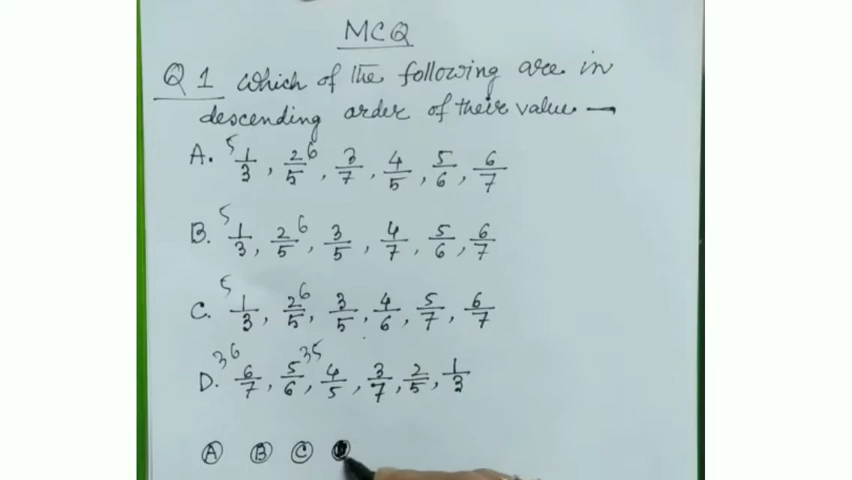 MCQ
Q 1 Which of the following are in
descending order of their value —
A. 5 1/3, 2/5 6, 3/7, 4/5, 5/6, 6/7
B. 5 1/3, 2/5 6, 3/5, 4/7, 5/6, 6/7
C. 5 1/3, 2/5 6, 3/5, 4/6, 5/7, 6/7
D. 36 6/7, 5/6 35, 4/5, 3/7, 2/5, 1/3
A B C